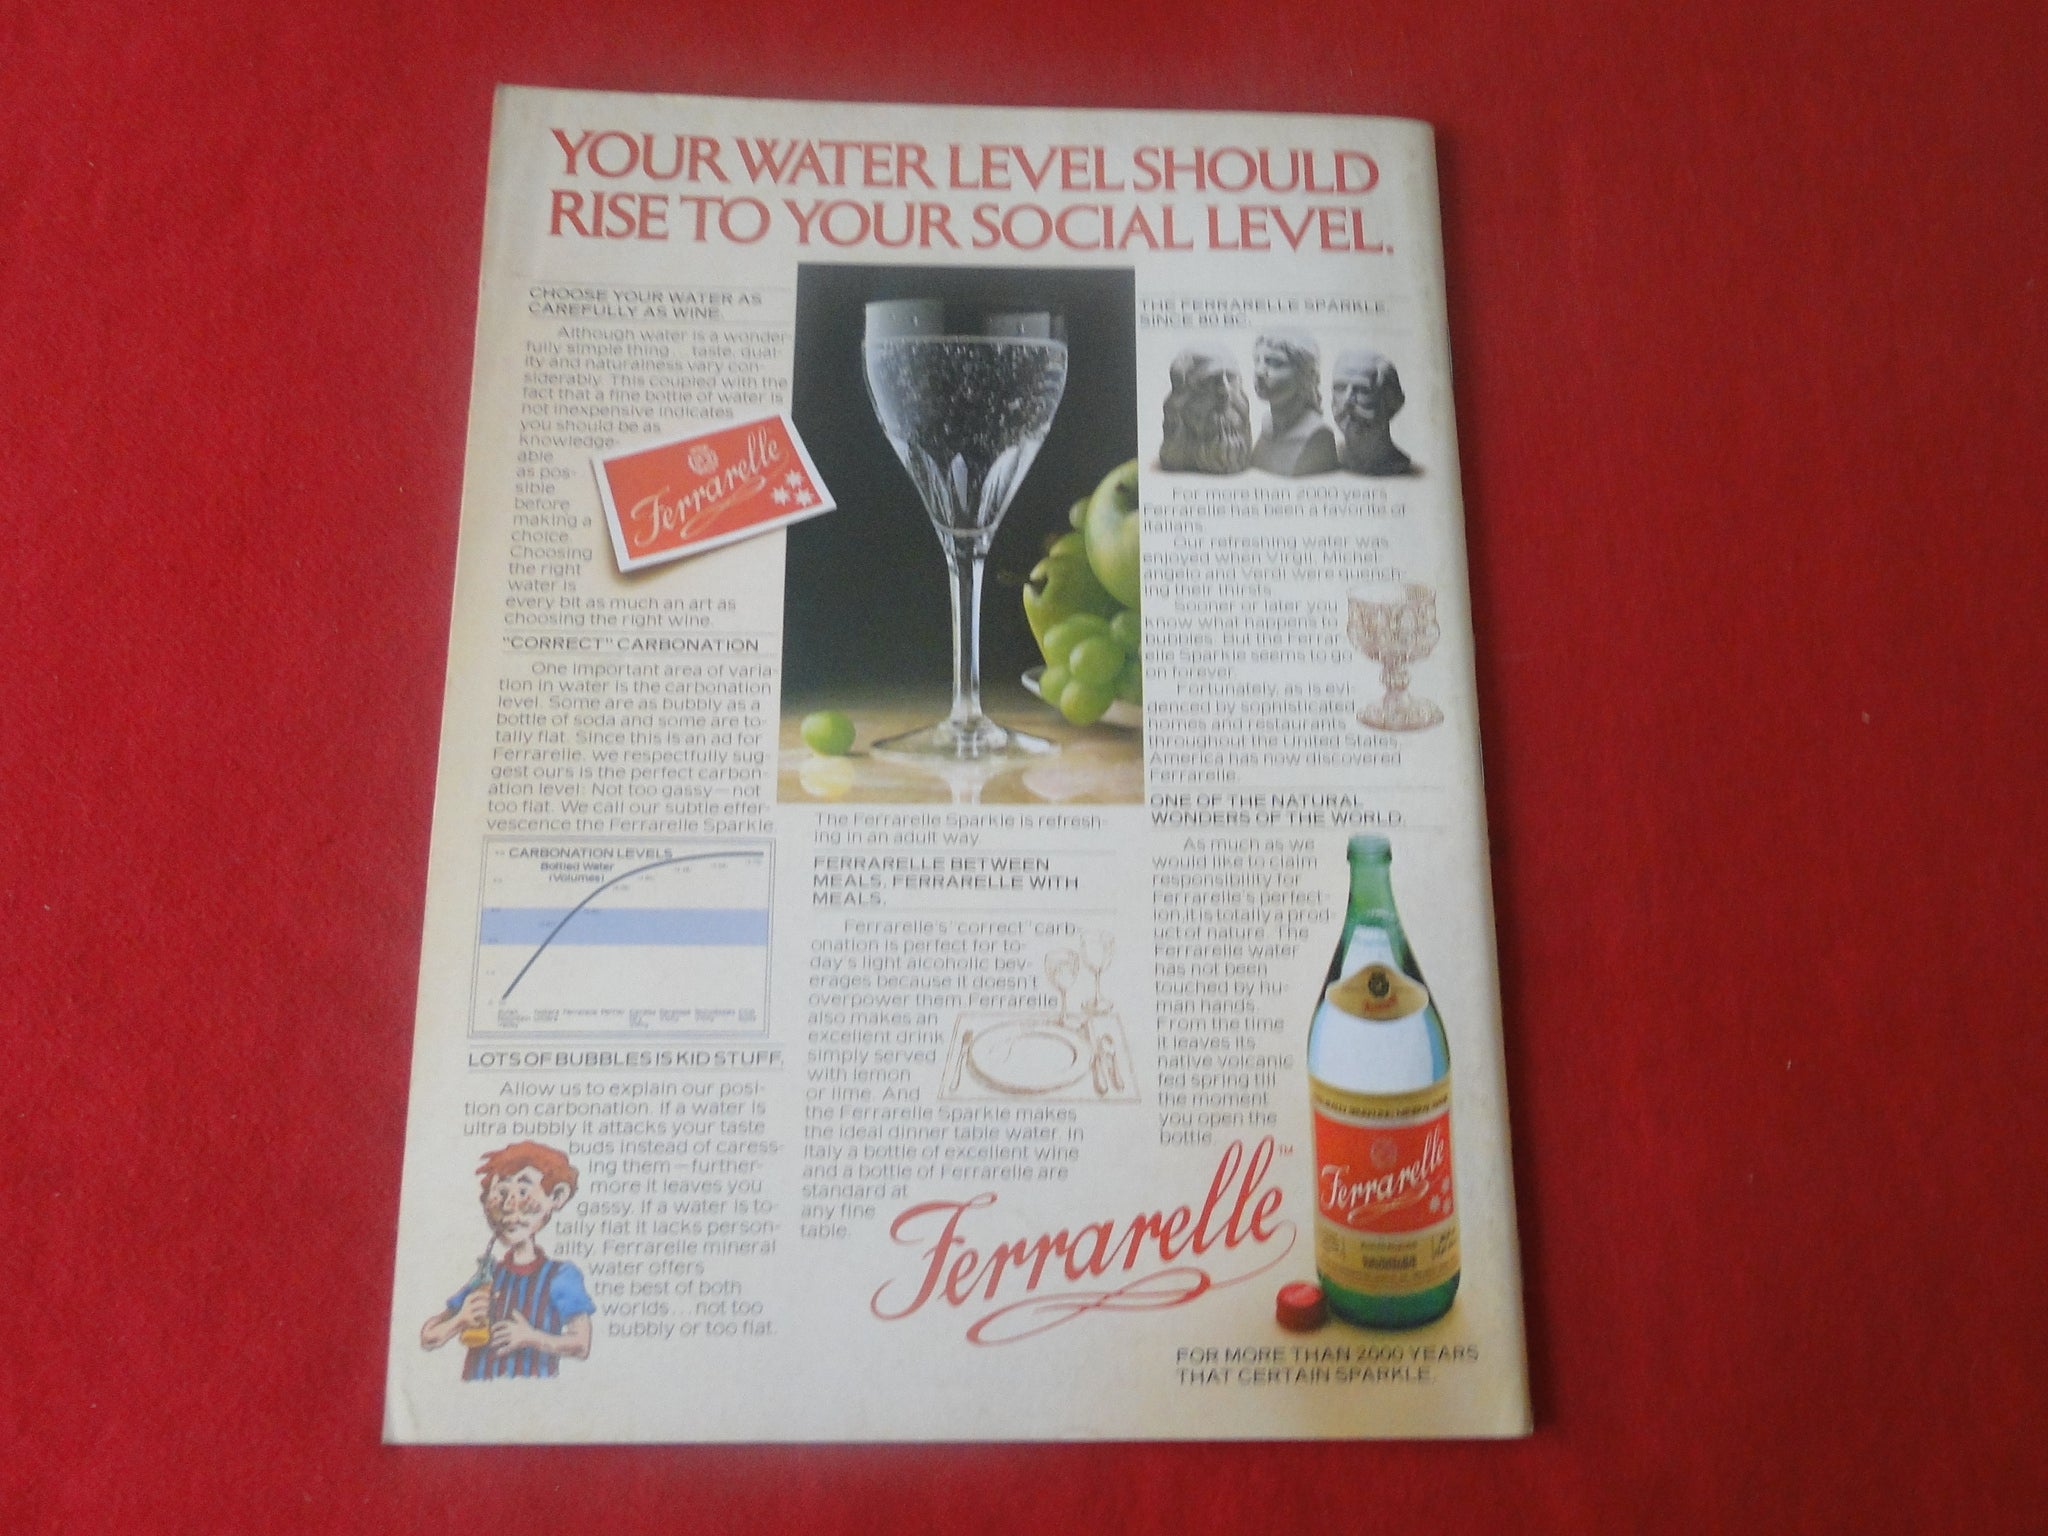 YOUR WATER LEVEL SHOULD
RISE TO YOUR SOCIAL LEVEL.
CHOOSE YOUR WATER AS
CAREFULLY AS WINE.
Although water is a wonder-
fully simple thing... taste, qual-
ity and naturalness vary con-
siderably. This coupled with the
fact that a fine bottle of water is
not inexpensive indicates
you should be as
knowledge-
able
as pos-
sible
before
making a
choice.
Choosing
the right
water is
every bit as much an art as
choosing the right wine.
Ferrarelle
"CORRECT" CARBONATION
One important area of varia-
tion in water is the carbonation
level. Some are as bubbly as a
bottle of soda and some are to-
tally flat. Since this is an ad for
Ferrarelle, we respectfully sug-
gest ours is the perfect carbon-
ation level: Not too gassy—not
too flat. We call our subtle effer-
vescence the Ferrarelle Sparkle
CARBONATION LEVELS
Bottled Water
(Volumes)
LOTS OF BUBBLES IS KID STUFF.
Allow us to explain our posi-
tion on carbonation. If a water is
ultra bubbly it attacks your taste
buds instead of caress-
ing them—further-
more it leaves you
gassy. If a water is to-
tally flat it lacks person-
ality. Ferrarelle mineral
water offers
the best of both
worlds...not too
bubbly or too flat.
The Ferrarelle Sparkle is refresh-
ing in an adult way
FERRARELLE BETWEEN
MEALS, FERRARELLE WITH
MEALS.
Ferrarelle's "correct" carb-
onation is perfect for to-
day's light alcoholic bev-
erages because it doesn't
overpower them. Ferrarelle
also makes an
excellent drink
simply served
with lemon
or lime. And
the Ferrarelle Sparkle makes
the ideal dinner table water. In
Italy a bottle of excellent wine
and a bottle of Ferrarelle are
standard at
any fine
table.
THE FERRARELLE SPARKLE,
SINCE 80 BC.
For more than 2000 years
Ferrarelle has been a favorite of
Italians.
Our refreshing water was
enjoyed when Virgil, Michel-
angelo and Verdi were quench-
ing their thirsts.
Sooner or later you
know what happens to
bubbles. But the Ferrar-
elle Sparkle seems to go
on forever.
Fortunately, as is evi-
denced by sophisticated
homes and restaurants
throughout the United States,
America has now discovered
Ferrarelle.
ONE OF THE NATURAL
WONDERS OF THE WORLD.
As much as we
would like to claim
responsibility for
Ferrarelle's perfect-
ion, it is totally a prod-
uct of nature. The
Ferrarelle water
has not been
touched by hu-
man hands.
From the time
it leaves its
native volcanic
fed spring till
the moment
you open the
bottle.
Ferrarelle™
Ferrarelle
FOR MORE THAN 2000 YEARS
THAT CERTAIN SPARKLE.